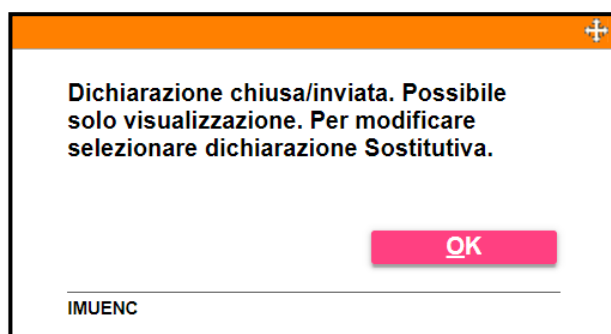 Dichiarazione chiusa/inviata. Possibile
solo visualizzazione. Per modificare
selezionare dichiarazione Sostitutiva.
OK
IMUENC